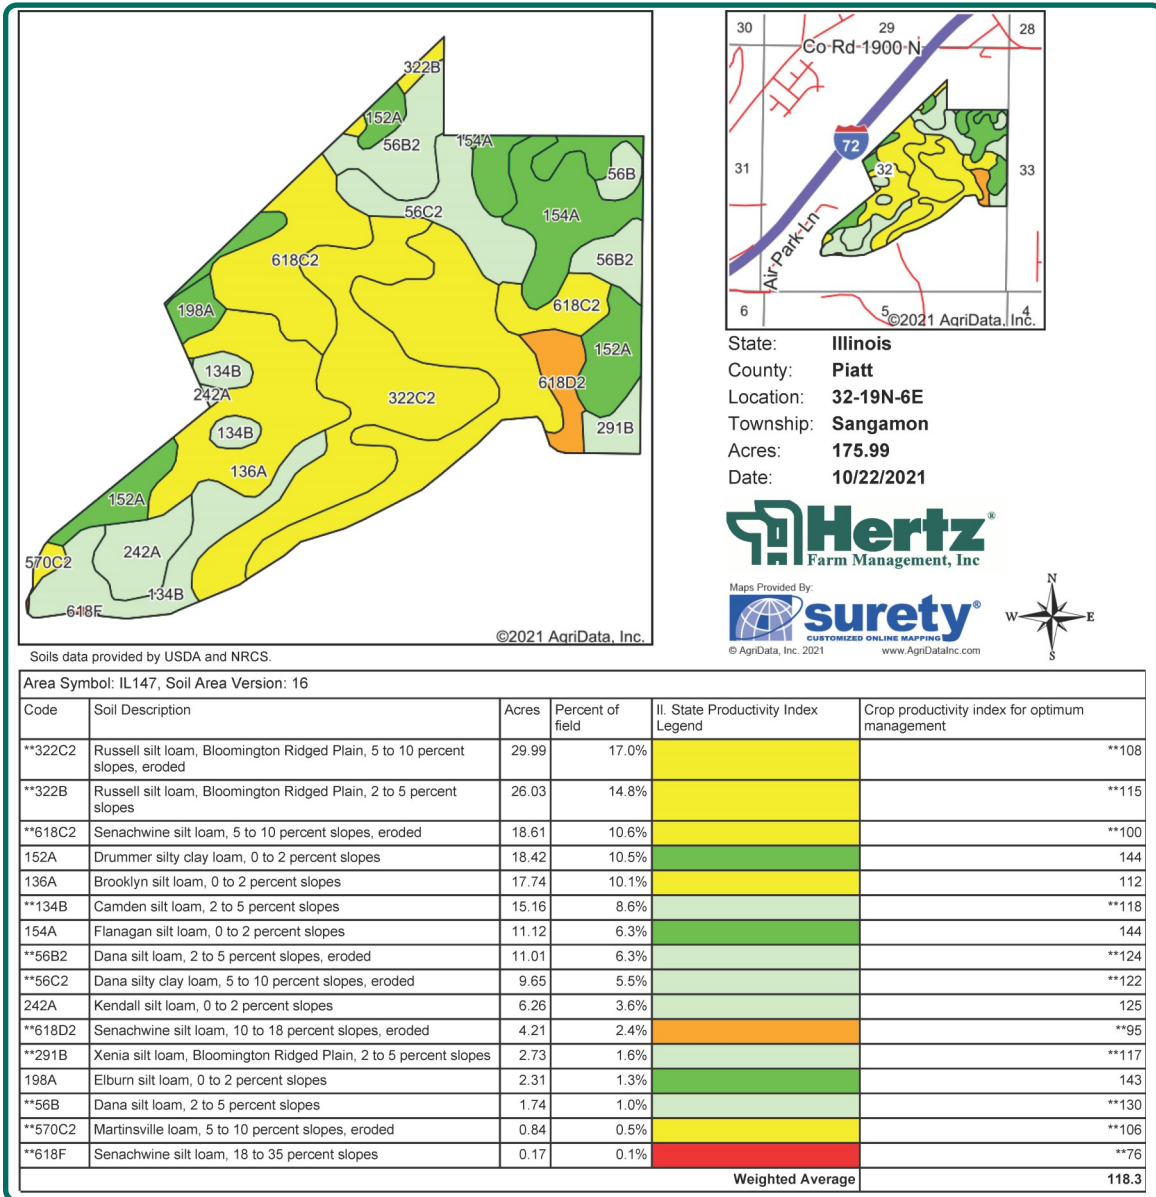 322B
152A
56B2
154A
56B
56C2
154A
56B2
618C2
618C2
198A
152A
134B
618D2
242A
322C2
291B
134B
136A
152A
242A
570C2
134B
618F
©2021 AgriData, Inc.
Soils data provided by USDA and NRCS.
30 29 28
Co Rd 1900 N
72
31 32 33
Air Park Ln
6 5 4
©2021 AgriData, Inc.
State: Illinois
County: Piatt
Location: 32-19N-6E
Township: Sangamon
Acres: 175.99
Date: 10/22/2021
Hertz®
Farm Management, Inc
Maps Provided By:
surety®
CUSTOMIZED ONLINE MAPPING
© AgriData, Inc. 2021 www.AgriDataInc.com
N
W E
S
Area Symbol: IL147, Soil Area Version: 16
Code Soil Description Acres Percent of field II. State Productivity Index Legend Crop productivity index for optimum management
**322C2 Russell silt loam, Bloomington Ridged Plain, 5 to 10 percent slopes, eroded 29.99 17.0% **108
**322B Russell silt loam, Bloomington Ridged Plain, 2 to 5 percent slopes 26.03 14.8% **115
**618C2 Senachwine silt loam, 5 to 10 percent slopes, eroded 18.61 10.6% **100
152A Drummer silty clay loam, 0 to 2 percent slopes 18.42 10.5% 144
136A Brooklyn silt loam, 0 to 2 percent slopes 17.74 10.1% 112
**134B Camden silt loam, 2 to 5 percent slopes 15.16 8.6% **118
154A Flanagan silt loam, 0 to 2 percent slopes 11.12 6.3% 144
**56B2 Dana silt loam, 2 to 5 percent slopes, eroded 11.01 6.3% **124
**56C2 Dana silty clay loam, 5 to 10 percent slopes, eroded 9.65 5.5% **122
242A Kendall silt loam, 0 to 2 percent slopes 6.26 3.6% 125
**618D2 Senachwine silt loam, 10 to 18 percent slopes, eroded 4.21 2.4% **95
**291B Xenia silt loam, Bloomington Ridged Plain, 2 to 5 percent slopes 2.73 1.6% **117
198A Elburn silt loam, 0 to 2 percent slopes 2.31 1.3% 143
**56B Dana silt loam, 2 to 5 percent slopes 1.74 1.0% **130
**570C2 Martinsville loam, 5 to 10 percent slopes, eroded 0.84 0.5% **106
**618F Senachwine silt loam, 18 to 35 percent slopes 0.17 0.1% **76
Weighted Average 118.3